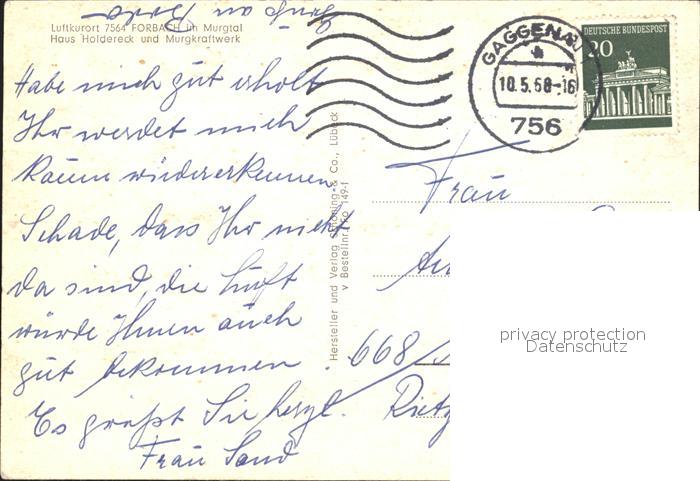 Luftkurort 7564 FORBACH im Murgtal
Haus Holdereck und Murgkraftwerk
Habe mich gut erholt
Ihr werdet mich
kaum wiedererkennen.
Schade, dass Ihr nicht
da sind, die Luft
würde Ihnen auch
gut bekommen.
Es grüßt Sie herzl.
Frau Sand
Hersteller und Verlag Schöning & Co., Lübeck
GAGGENAU
10.5.68-16
756
DEUTSCHE BUNDESPOST
20
Frau
668/
privacy protection
Datenschutz